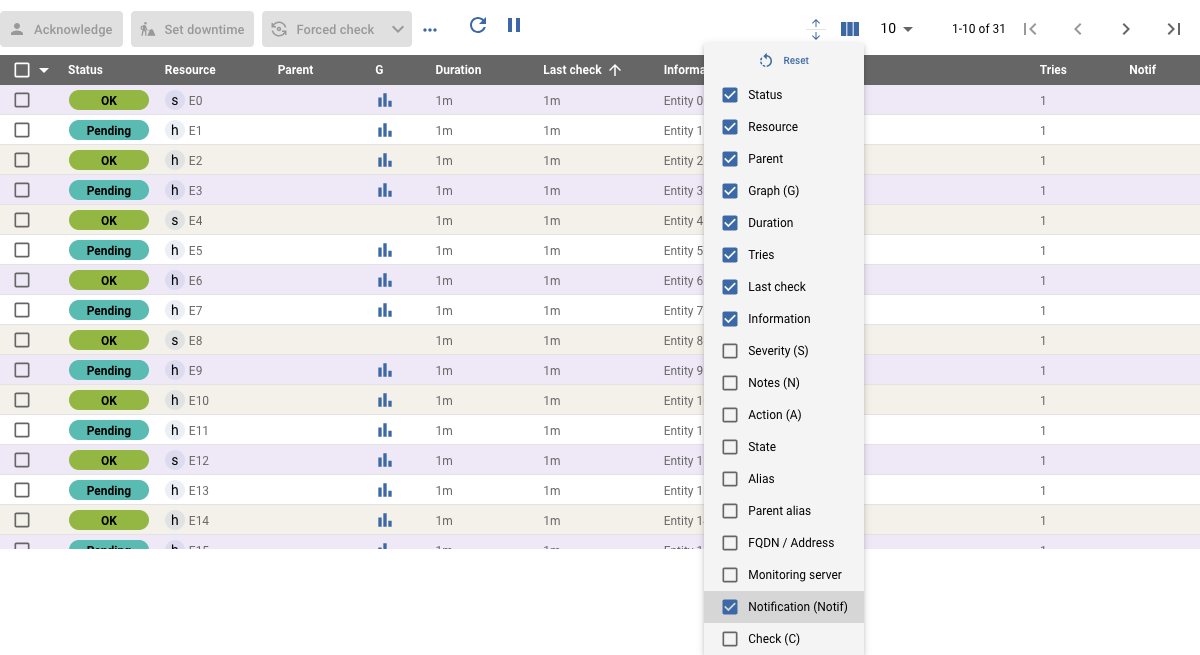 Acknowledge Set downtime Forced check 10 1-10 of 31
Status Resource Parent G Duration Last check Informa Tries Notif
OK s E0 1m 1m Entity 0 1
Pending h E1 1m 1m Entity 1 1
OK h E2 1m 1m Entity 2 1
Pending h E3 1m 1m Entity 3 1
OK s E4 1m 1m Entity 4 1
Pending h E5 1m 1m Entity 5 1
OK h E6 1m 1m Entity 6 1
Pending h E7 1m 1m Entity 7 1
OK s E8 1m 1m Entity 8 1
Pending h E9 1m 1m Entity 9 1
OK h E10 1m 1m Entity 1 1
Pending h E11 1m 1m Entity 1 1
OK s E12 1m 1m Entity 1 1
Pending h E13 1m 1m Entity 1 1
OK h E14 1m 1m Entity 1 1
Pending h E15 1m 1m Entity 1 1
Reset
Status
Resource
Parent
Graph (G)
Duration
Tries
Last check
Information
Severity (S)
Notes (N)
Action (A)
State
Alias
Parent alias
FQDN / Address
Monitoring server
Notification (Notif)
Check (C)